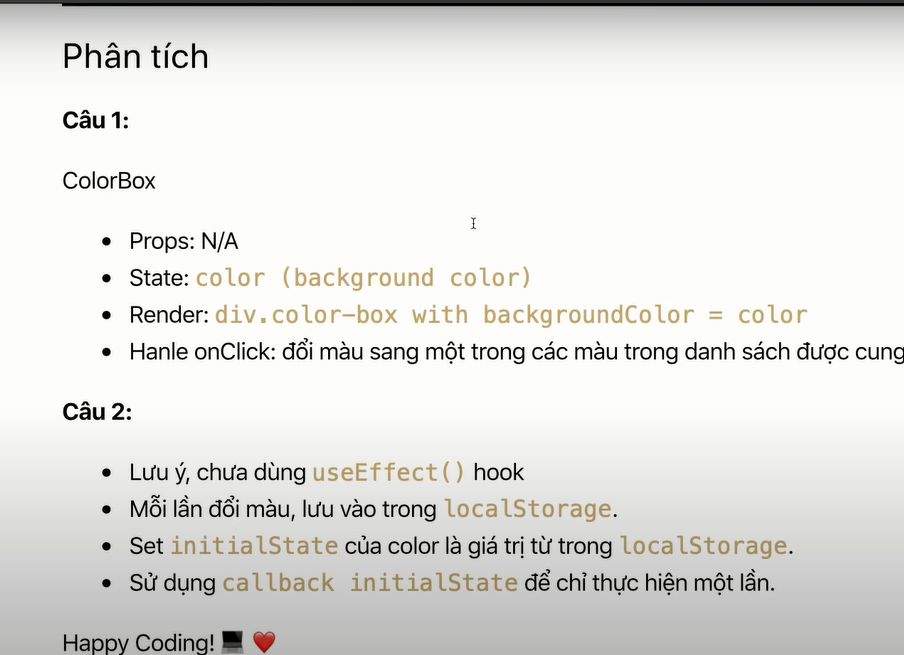 Phân tích
Câu 1:
ColorBox
• Props: N/A
• State: color (background color)
• Render: div.color-box with backgroundColor = color
• Hanle onClick: đổi màu sang một trong các màu trong danh sách được cung
Câu 2:
• Lưu ý, chưa dùng useEffect() hook
• Mỗi lần đổi màu, lưu vào trong localStorage.
• Set initialState của color là giá trị từ trong localStorage.
• Sử dụng callback initialState để chỉ thực hiện một lần.
Happy Coding! 💻 ❤️